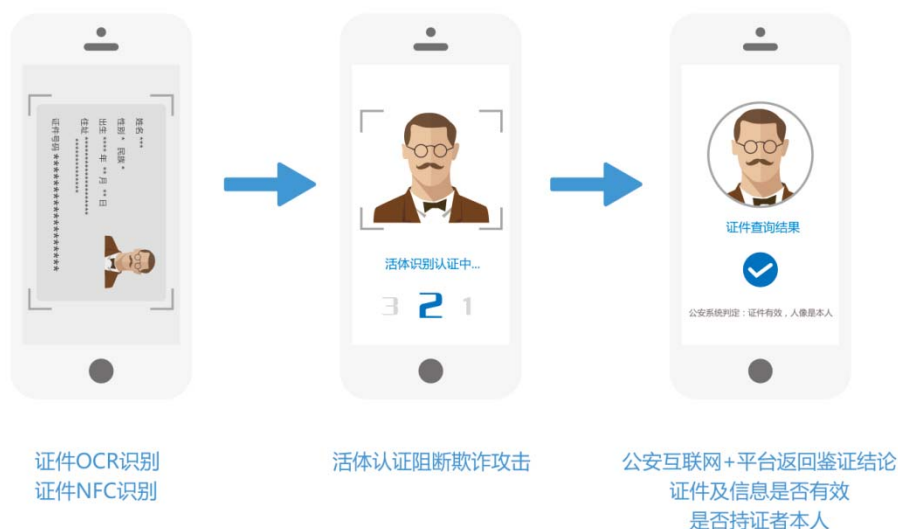 姓名 ***
性别 * 民族 *
出生 **** 年 ** 月 ** 日
住址 *********************
*************
证件号码 ********************
活体识别认证中...
3 2 1
证件查询结果
公安系统判定：证件有效，人像是本人
证件OCR识别
证件NFC识别
活体认证阻断欺诈攻击
公安互联网+平台返回鉴证结论
证件及信息是否有效
是否持证者本人